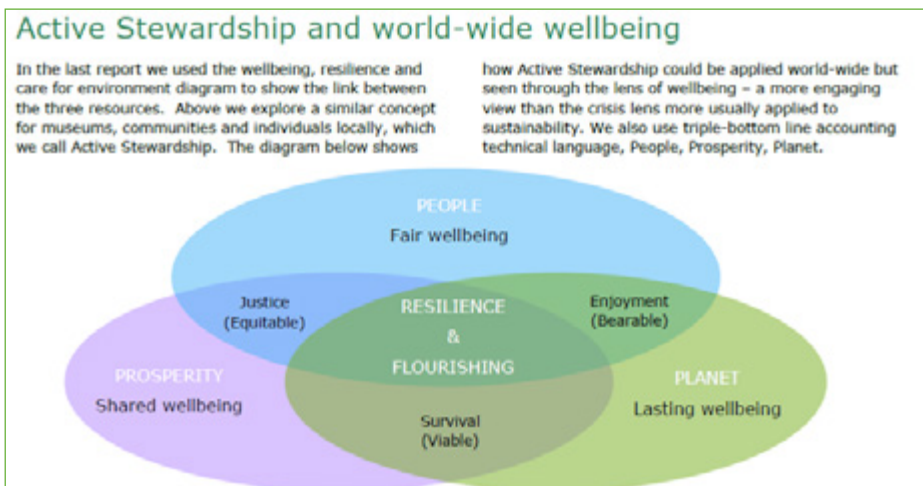 Active Stewardship and world-wide wellbeing
In the last report we used the wellbeing, resilience and
care for environment diagram to show the link between
the three resources.  Above we explore a similar concept
for museums, communities and individuals locally, which
we call Active Stewardship.  The diagram below shows
how Active Stewardship could be applied world-wide but
seen through the lens of wellbeing – a more engaging
view than the crisis lens more usually applied to
sustainability. We also use triple-bottom line accounting
technical language, People, Prosperity, Planet.
PEOPLE
Fair wellbeing
Justice
(Equitable)
RESILIENCE
&
FLOURISHING
Enjoyment
(Bearable)
PROSPERITY
Shared wellbeing
PLANET
Lasting wellbeing
Survival
(Viable)